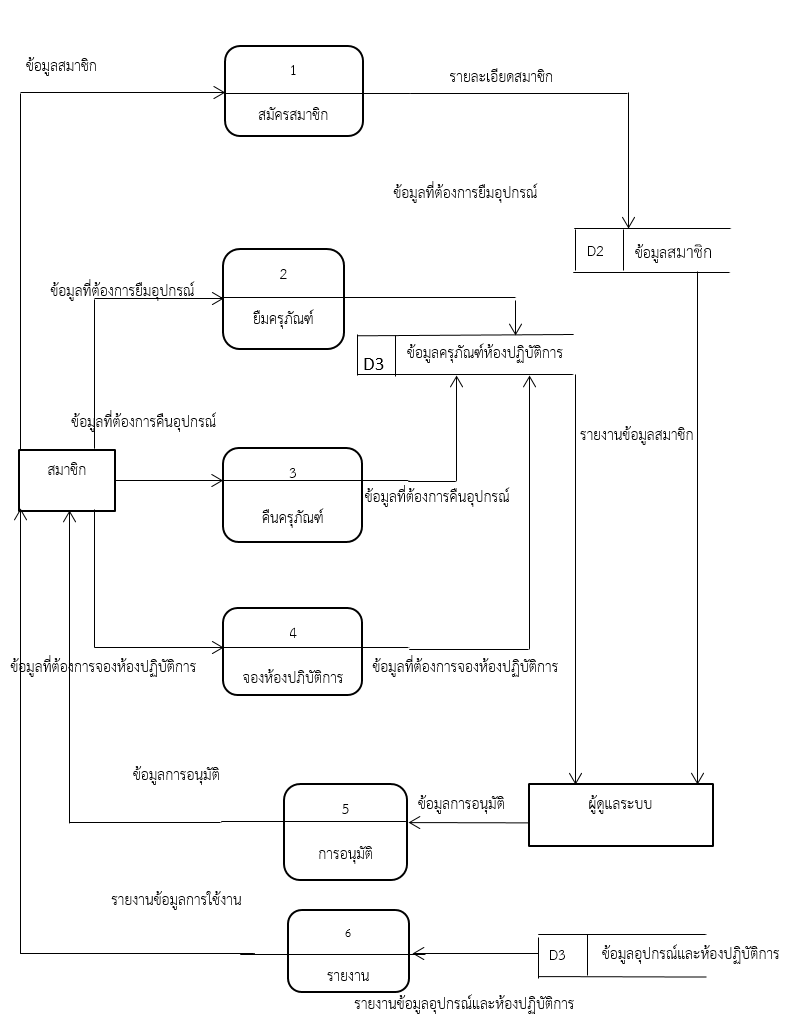 ข้อมูลสมาชิก
1
สมัครสมาชิก
รายละเอียดสมาชิก
ข้อมูลที่ต้องการยืมอุปกรณ์
D2
ข้อมูลสมาชิก
ข้อมูลที่ต้องการยืมอุปกรณ์
2
ยืมครุภัณฑ์
D3
ข้อมูลครุภัณฑ์ห้องปฏิบัติการ
ข้อมูลที่ต้องการคืนอุปกรณ์
รายงานข้อมูลสมาชิก
สมาชิก
3
คืนครุภัณฑ์
ข้อมูลที่ต้องการคืนอุปกรณ์
4
จองห้องปฏิบัติการ
ข้อมูลที่ต้องการจองห้องปฏิบัติการ
ข้อมูลที่ต้องการจองห้องปฏิบัติการ
ข้อมูลการอนุมัติ
5
การอนุมัติ
ข้อมูลการอนุมัติ
ผู้ดูแลระบบ
รายงานข้อมูลการใช้งาน
6
รายงาน
D3
ข้อมูลอุปกรณ์และห้องปฏิบัติการ
รายงานข้อมูลอุปกรณ์และห้องปฏิบัติการ